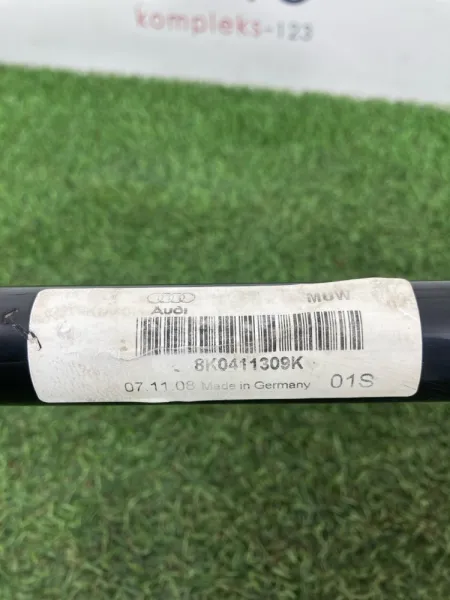 kompleks-123
MUW
Audi
8K0411309K
07.11.08 Made in Germany 01S